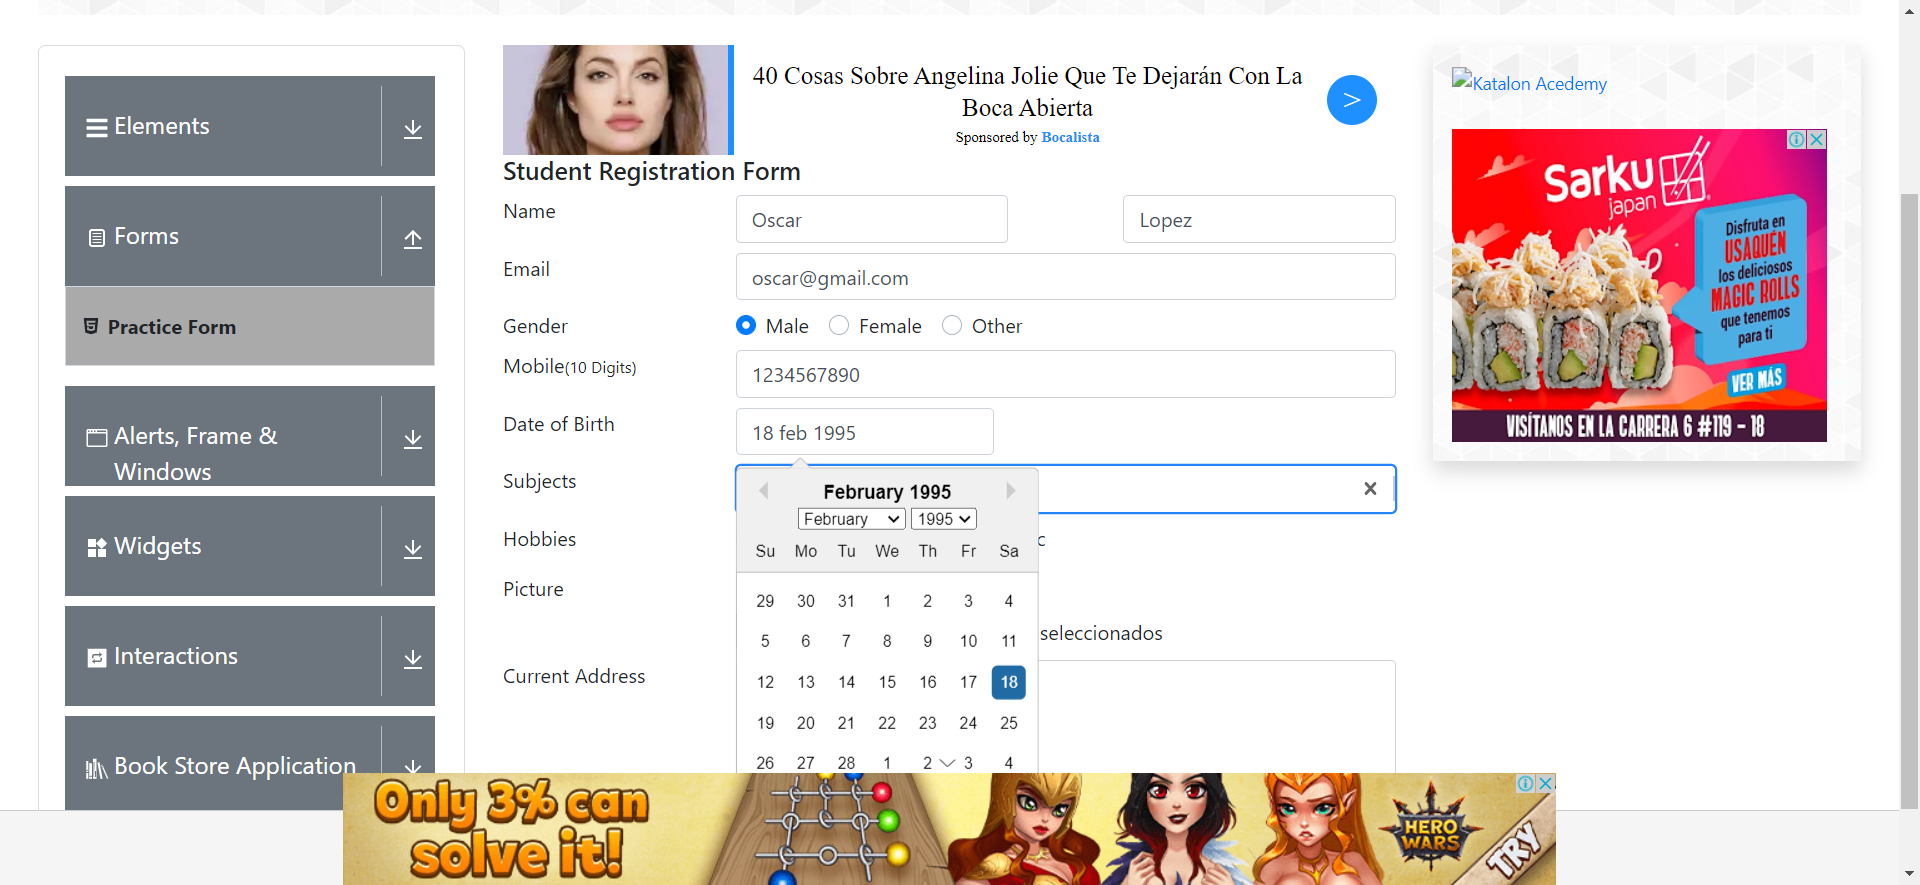 Elements
Forms
Practice Form
Alerts, Frame &
Windows
Widgets
Interactions
Book Store Application
40 Cosas Sobre Angelina Jolie Que Te Dejarán Con La
Boca Abierta
Sponsored by Bocalista
>
Student Registration Form
Name
Oscar
Lopez
Email
oscar@gmail.com
Gender
Male
Female
Other
Mobile(10 Digits)
1234567890
Date of Birth
18 feb 1995
Subjects
February 1995
February
1995
Su Mo Tu We Th Fr Sa
29 30 31 1 2 3 4
5 6 7 8 9 10 11
12 13 14 15 16 17 18
19 20 21 22 23 24 25
26 27 28 1 2 3 4
Hobbies
c
Picture
seleccionados
Current Address
Katalon Acedemy
Sarku
japan
Disfruta en
USAQUÉN
los deliciosos
MAGIC ROLLS
que tenemos
para ti
VER MÁS
VISÍTANOS EN LA CARRERA 6 #119 - 18
Only 3% can
solve it!
HERO
WARS
TRY